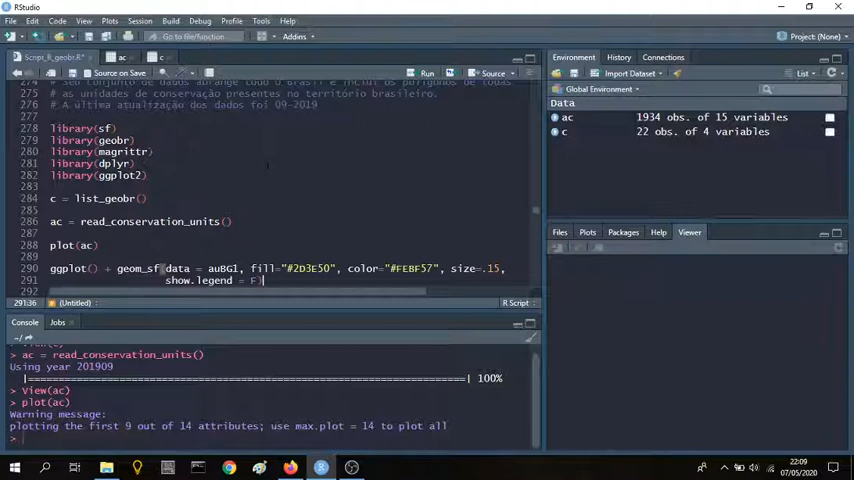 RStudio
File Edit Code View Plots Session Build Debug Profile Tools Help
Go to file/function
Addins
Project: (None)
Script_R_geobr.R*
ac
c
Source on Save
Run
Source
275 # as unidades de conservação presentes no território brasileiro.
276 # A última atualização dos dados foi 09-2019
277
278 library(sf)
279 library(geobr)
280 library(magrittr)
281 library(dplyr)
282 library(ggplot2)
283
284 c = list_geobr()
285
286 ac = read_conservation_units()
287
288 plot(ac)
289
290 ggplot() + geom_sf(data = auBG1, fill="#2D3E50", color="#FEBF57", size=.15,
291 show.legend = F)
292
291:36 (Untitled)
R Script
Console Jobs
~/
> ac = read_conservation_units()
Using year 201909
|======================================================================| 100%
> View(ac)
> plot(ac)
Warning message:
plotting the first 9 out of 14 attributes; use max.plot = 14 to plot all
>
Environment History Connections
Import Dataset
List
Global Environment
Data
ac 1934 obs. of 15 variables
c 22 obs. of 4 variables
Files Plots Packages Help Viewer
22:09
07/05/2020